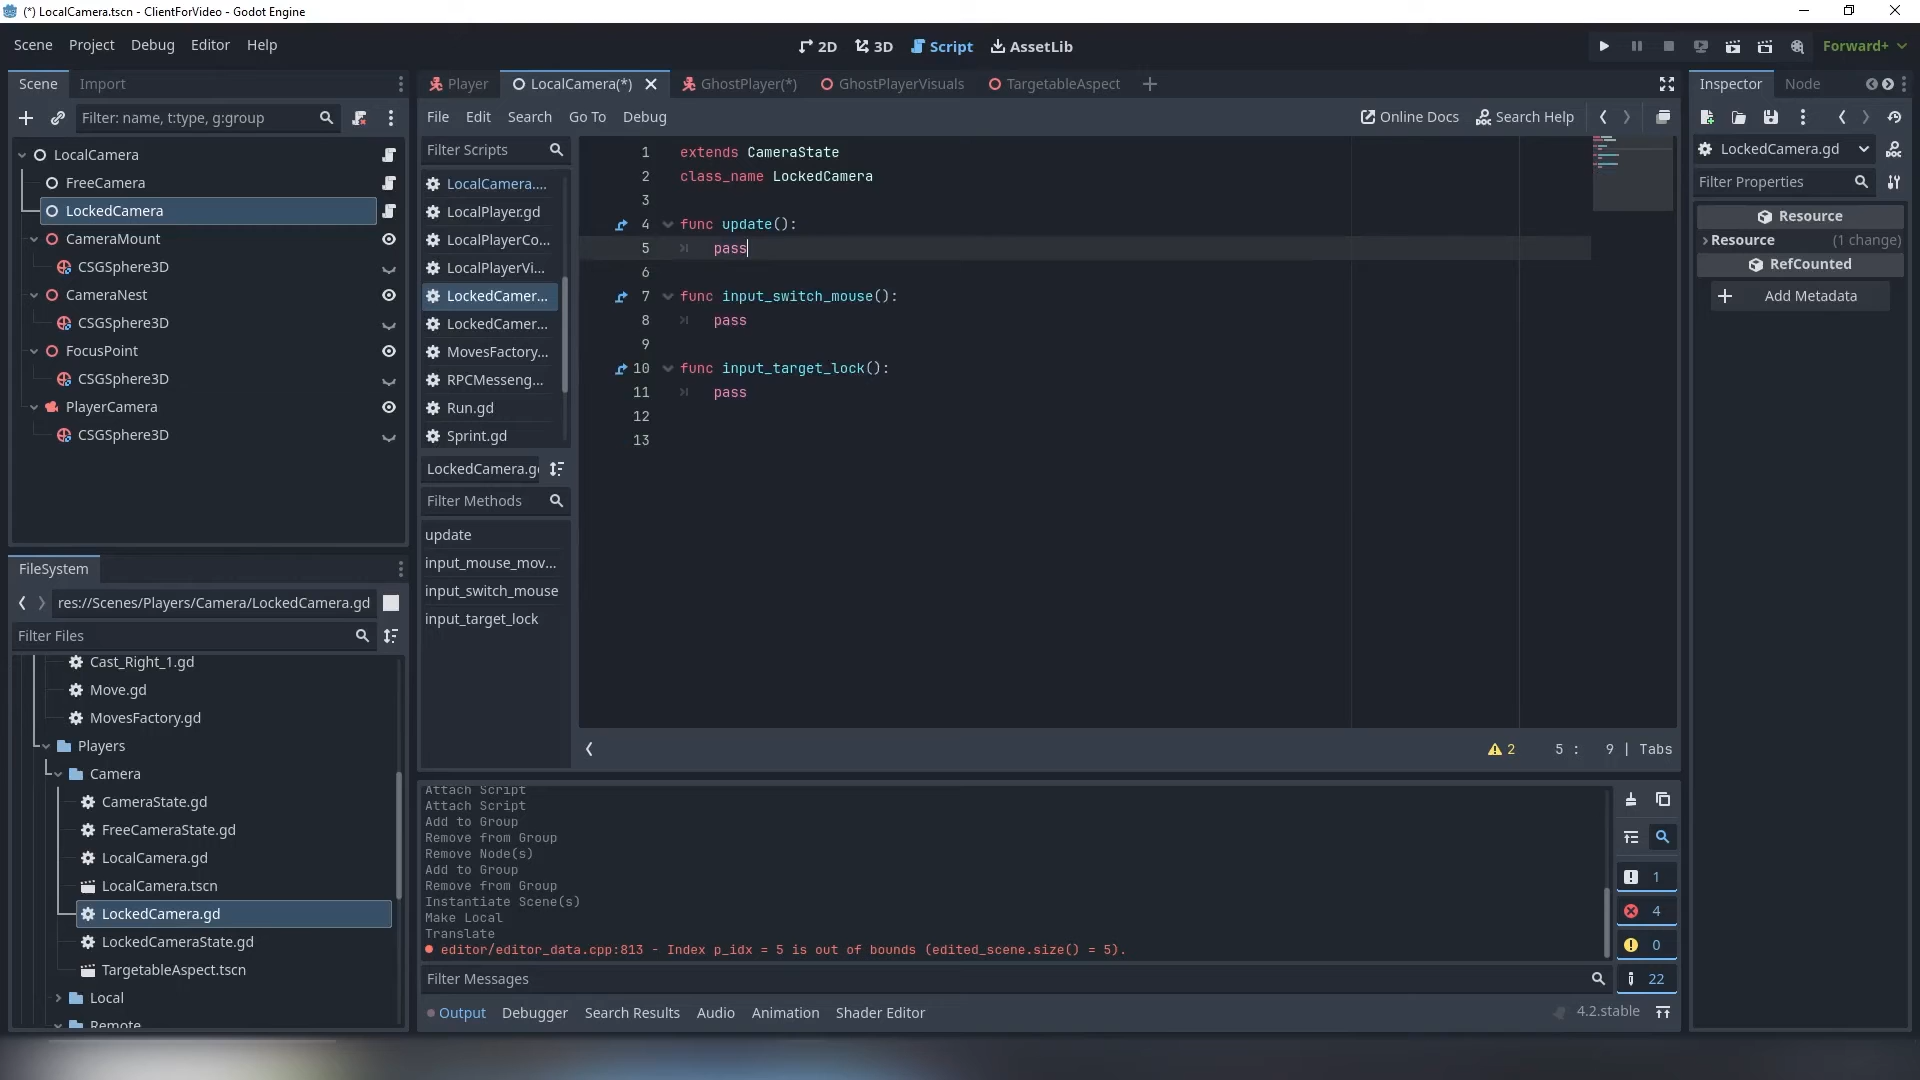 (*) LocalCamera.tscn - ClientForVideo - Godot Engine
Scene Project Debug Editor Help
2D 3D Script AssetLib
Forward+
Scene Import
Filter: name, t:type, g:group
LocalCamera
FreeCamera
LockedCamera
CameraMount
CSGSphere3D
CameraNest
CSGSphere3D
FocusPoint
CSGSphere3D
PlayerCamera
CSGSphere3D
FileSystem
res://Scenes/Players/Camera/LockedCamera.gd
Filter Files
Cast_Right_1.gd
Move.gd
MovesFactory.gd
Players
Camera
CameraState.gd
FreeCameraState.gd
LocalCamera.gd
LocalCamera.tscn
LockedCamera.gd
LockedCameraState.gd
TargetableAspect.tscn
Local
Remote
Player LocalCamera(*) GhostPlayer(*) GhostPlayerVisuals TargetableAspect
File Edit Search Go To Debug
Online Docs Search Help
Filter Scripts
LocalCamera....
LocalPlayer.gd
LocalPlayerCo...
LocalPlayerVi...
LockedCamer...
LockedCamer...
MovesFactory...
RPCMesseng...
Run.gd
Sprint.gd
LockedCamera.g
Filter Methods
update
input_mouse_mov...
input_switch_mouse
input_target_lock
1 extends CameraState
2 class_name LockedCamera
3
4 func update():
5 pass
6
7 func input_switch_mouse():
8 pass
9
10 func input_target_lock():
11 pass
12
13
2 5 : 9 | Tabs
Attach Script
Attach Script
Add to Group
Remove from Group
Remove Node(s)
Add to Group
Remove from Group
Instantiate Scene(s)
Make Local
Translate
editor/editor_data.cpp:813 - Index p_idx = 5 is out of bounds (edited_scene.size() = 5).
Filter Messages
1
4
0
22
Output Debugger Search Results Audio Animation Shader Editor
4.2.stable
Inspector Node
LockedCamera.gd
Filter Properties
Resource
Resource (1 change)
RefCounted
Add Metadata